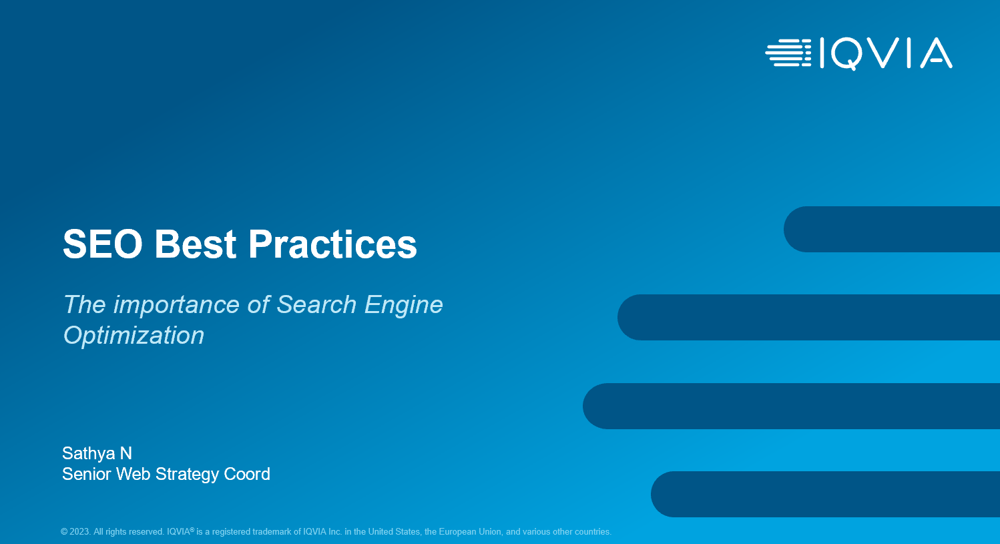 IQVIA
SEO Best Practices
The importance of Search Engine
Optimization
Sathya N
Senior Web Strategy Coord
© 2023. All rights reserved. IQVIA® is a registered trademark of IQVIA Inc. in the United States, the European Union, and various other countries.